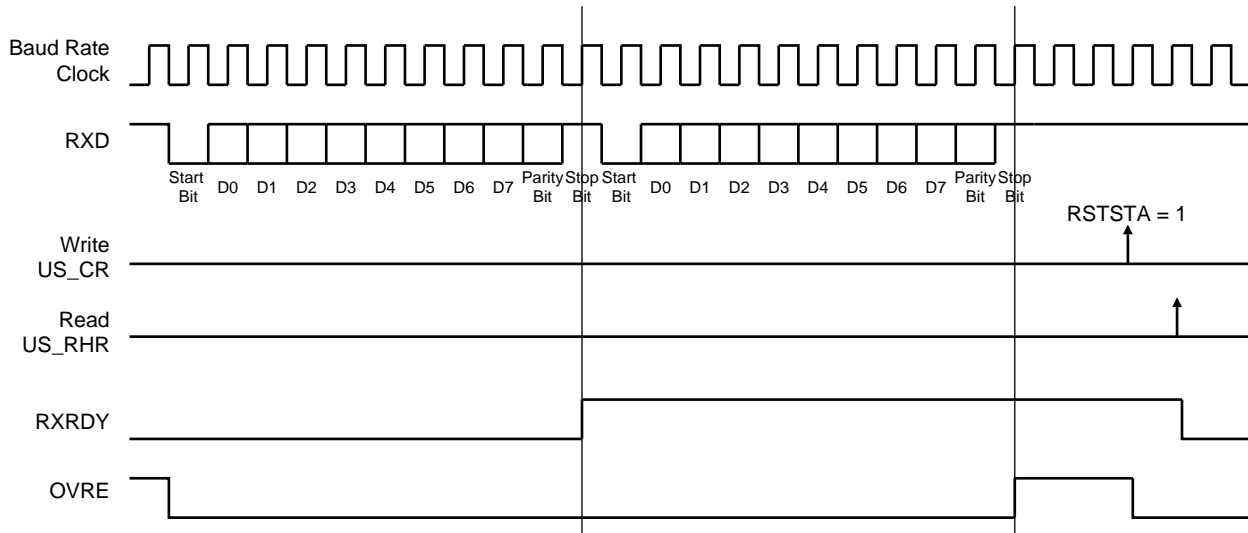 Baud Rate
Clock
RXD
Start
Bit
D0
D1
D2
D3
D4
D5
D6
D7
Parity
Bit
Stop
Bit
Start
Bit
D0
D1
D2
D3
D4
D5
D6
D7
Parity
Bit
Stop
Bit
RSTSTA = 1
Write
US_CR
Read
US_RHR
RXRDY
OVRE